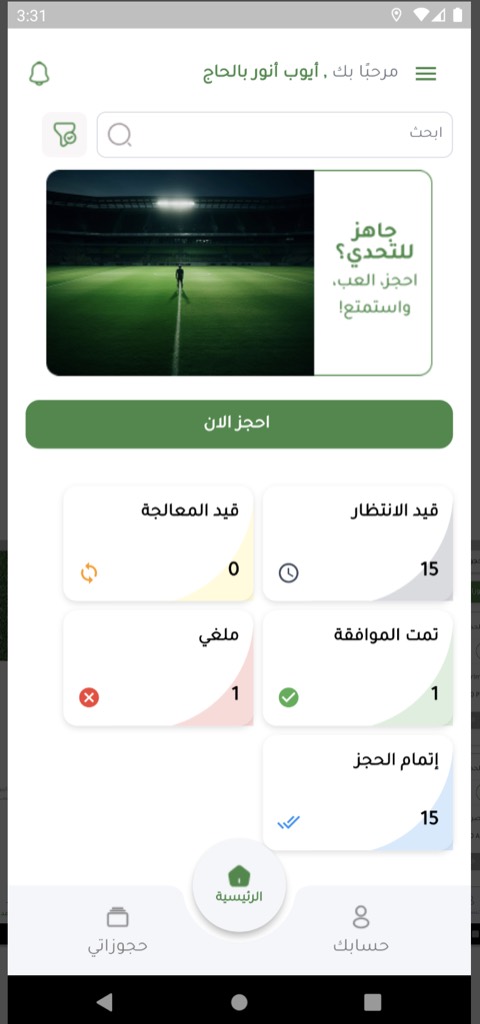 3:31
مرحبًا بك , أيوب أنور بالحاج
ابحث
جاهز
للتحدي؟
احجز، العب،
واستمتع!
احجز الان
قيد الانتظار
15
قيد المعالجة
0
تمت الموافقة
1
ملغي
1
إتمام الحجز
15
حسابك
الرئيسية
حجوزاتي